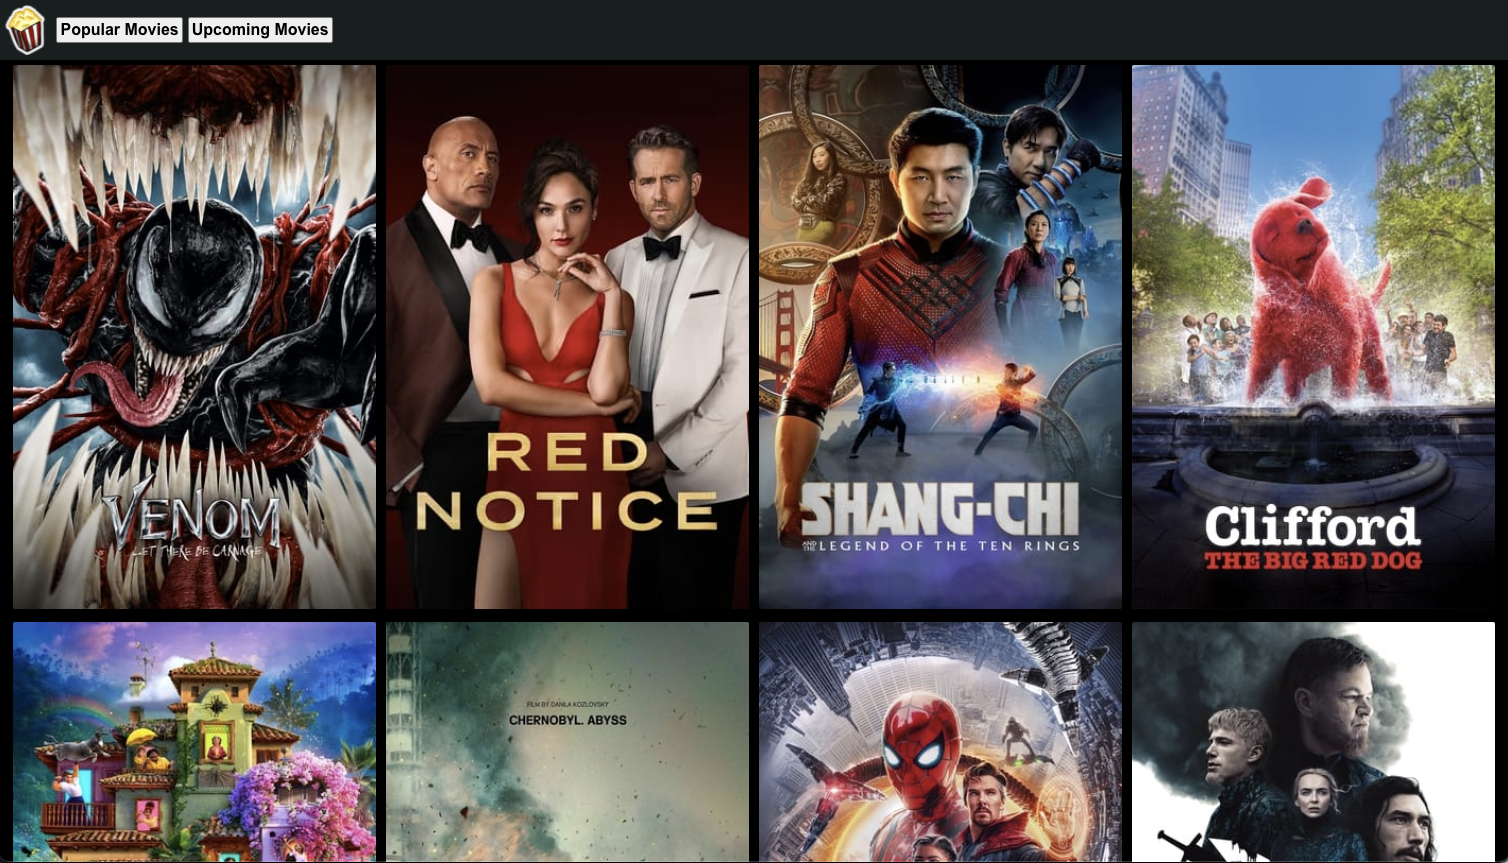 Popular Movies
Upcoming Movies
VENOM
LET THERE BE CARNAGE
RED
NOTICE
SHANG-CHI
AND THE LEGEND OF THE TEN RINGS
Clifford
THE BIG RED DOG
FILM BY DANILA KOZLOVSKY
CHERNOBYL. ABYSS